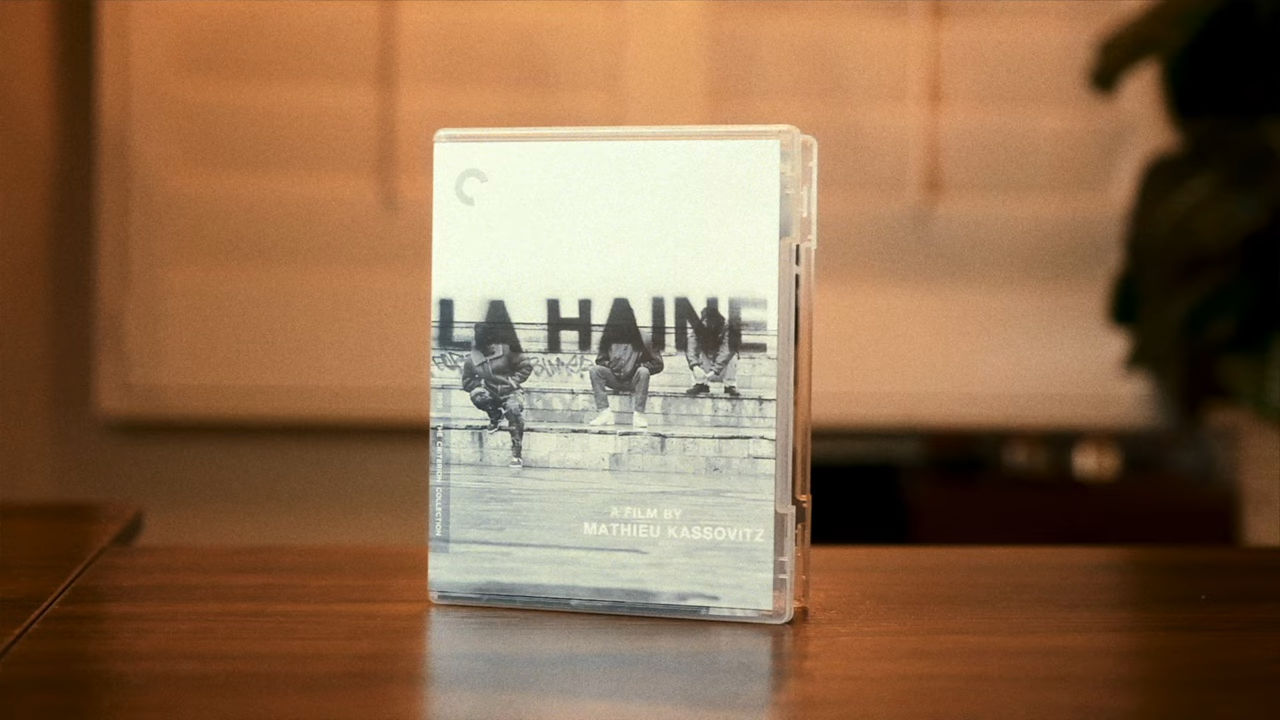 LA HAINE
A FILM BY
MATHIEU KASSOVITZ
THE CRITERION COLLECTION